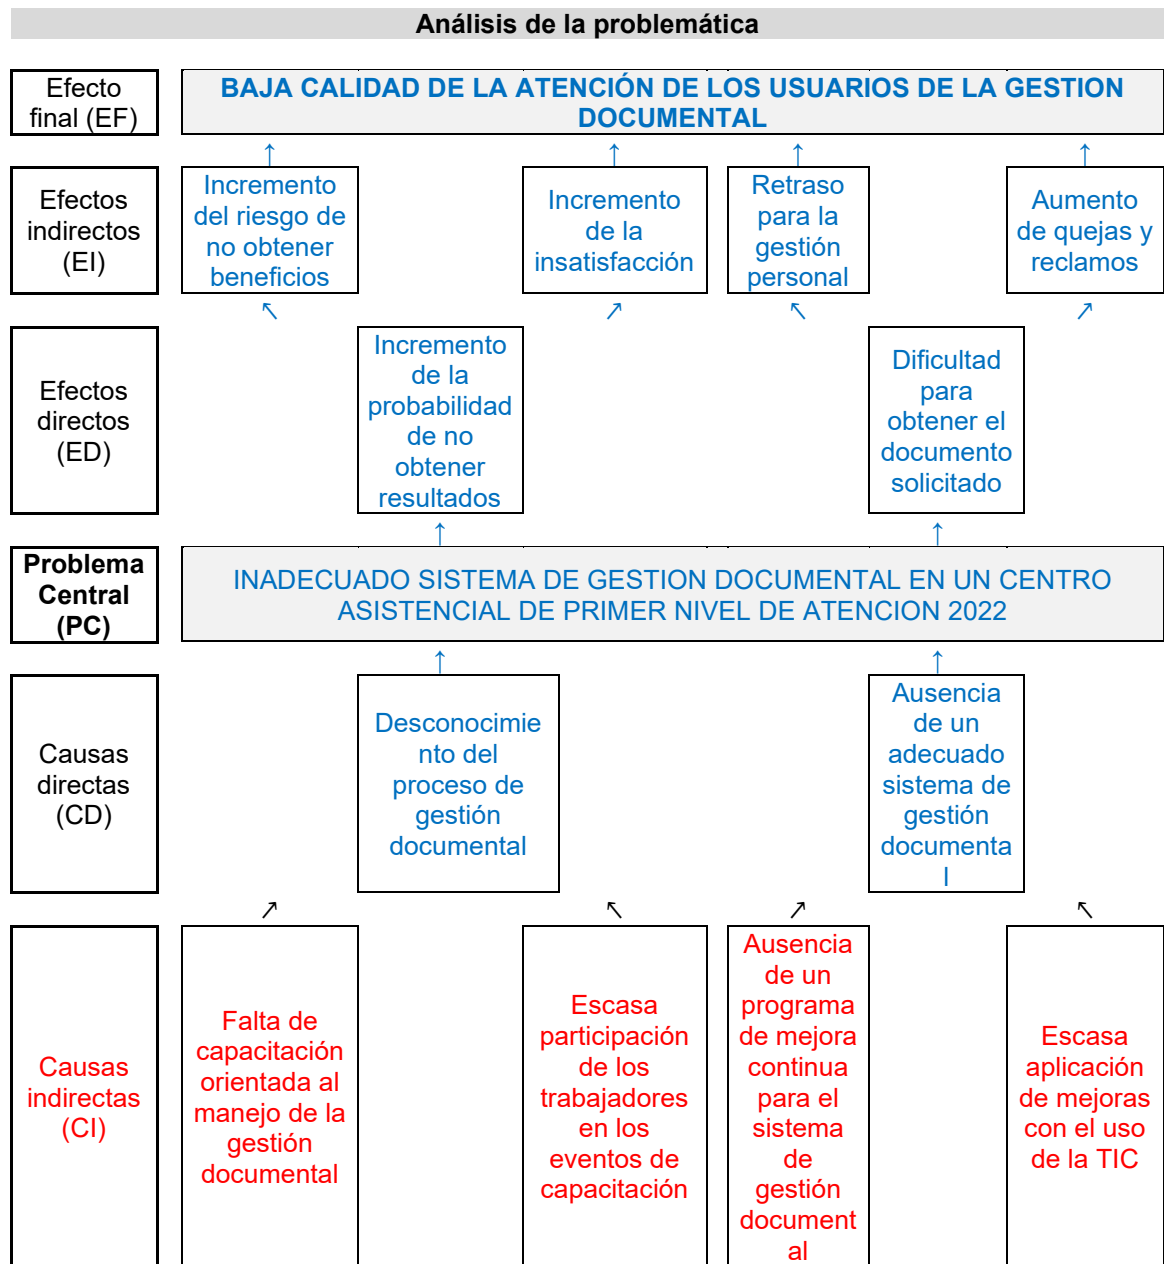 Análisis de la problemática
Efecto
final (EF)
BAJA CALIDAD DE LA ATENCIÓN DE LOS USUARIOS DE LA GESTION
DOCUMENTAL
↑ ↑ ↑ ↑
Efectos
indirectos
(EI)
Incremento
del riesgo de
no obtener
beneficios
Incremento
de la
insatisfacción
Retraso
para la
gestión
personal
Aumento
de quejas y
reclamos
↖ ↗ ↖ ↗
Efectos
directos
(ED)
Incremento
de la
probabilidad
de no
obtener
resultados
Dificultad
para
obtener el
documento
solicitado
↑ ↑
Problema
Central
(PC)
INADECUADO SISTEMA DE GESTION DOCUMENTAL EN UN CENTRO
ASISTENCIAL DE PRIMER NIVEL DE ATENCION 2022
↑ ↑
Causas
directas
(CD)
Desconocimie
nto del
proceso de
gestión
documental
Ausencia
de un
adecuado
sistema de
gestión
documenta
l
↗ ↖ ↗ ↖
Causas
indirectas
(CI)
Falta de
capacitación
orientada al
manejo de la
gestión
documental
Escasa
participación
de los
trabajadores
en los
eventos de
capacitación
Ausencia
de un
programa
de mejora
continua
para el
sistema
de
gestión
document
al
Escasa
aplicación
de mejoras
con el uso
de la TIC